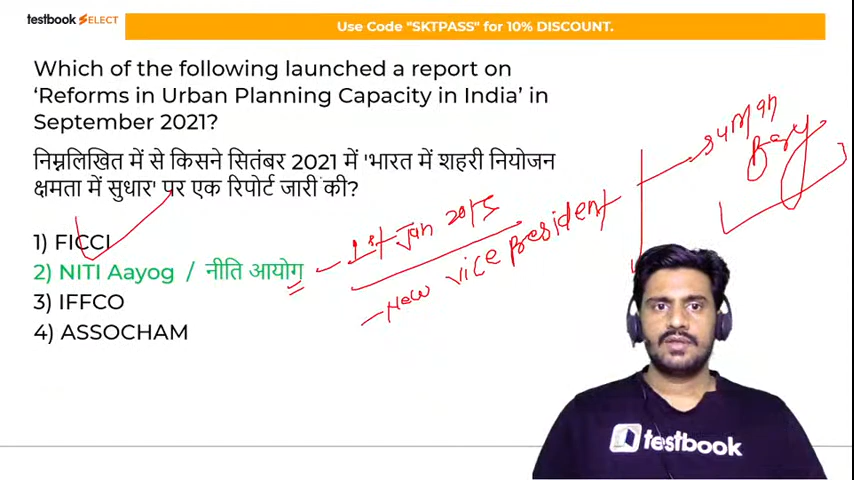 testbook SELECT
Use Code "SKTPASS" for 10% DISCOUNT.
Which of the following launched a report on
‘Reforms in Urban Planning Capacity in India’ in
September 2021?
निम्नलिखित में से किसने सितंबर 2021 में 'भारत में शहरी नियोजन
क्षमता में सुधार' पर एक रिपोर्ट जारी की?
1) FICCI
2) NITI Aayog / नीति आयोग
3) IFFCO
4) ASSOCHAM
1st Jan 2015
New vice president
suman
Bery
testbook